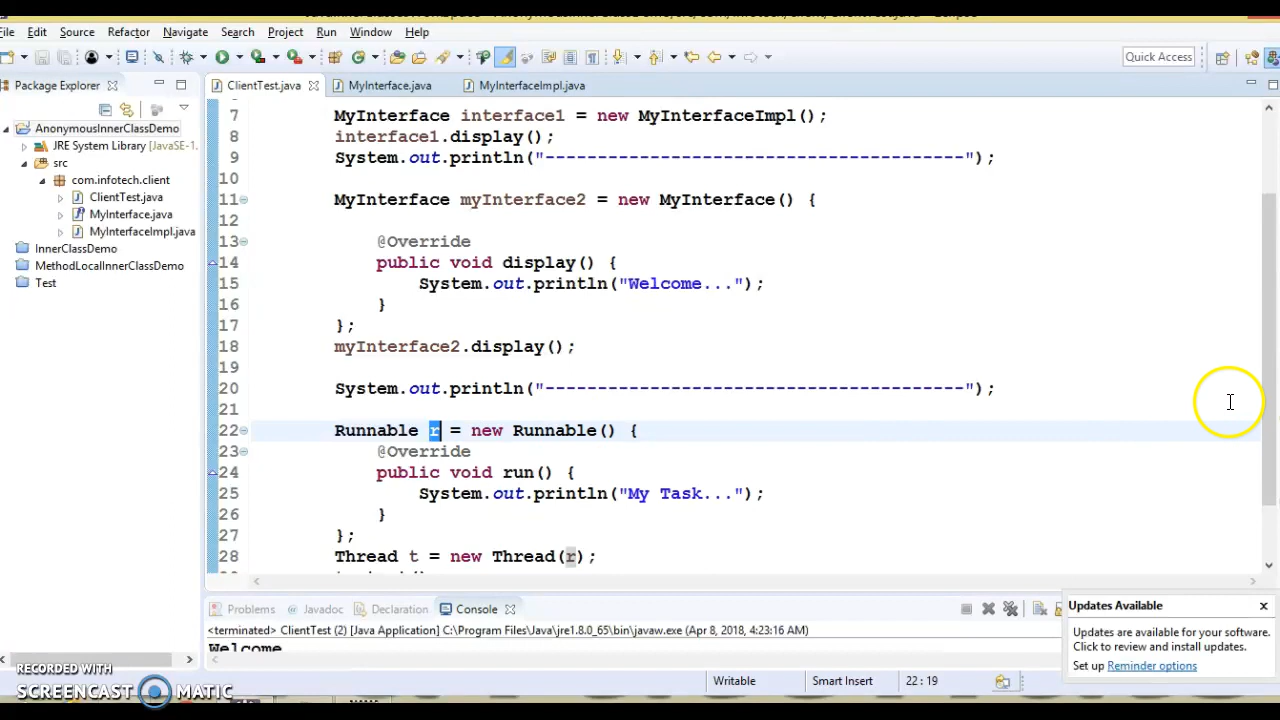 File Edit Source Refactor Navigate Search Project Run Window Help
Quick Access
Package Explorer
ClientTest.java MyInterface.java MyInterfaceImpl.java
AnonymousInnerClassDemo
JRE System Library [JavaSE-1.
src
com.infotech.client
ClientTest.java
MyInterface.java
MyInterfaceImpl.java
InnerClassDemo
MethodLocalInnerClassDemo
Test
7 MyInterface interface1 = new MyInterfaceImpl();
8 interface1.display();
9 System.out.println("----------------------------------------");
10
11 MyInterface myInterface2 = new MyInterface() {
12
13 @Override
14 public void display() {
15 System.out.println("Welcome...");
16 }
17 };
18 myInterface2.display();
19
20 System.out.println("----------------------------------------");
21
22 Runnable r = new Runnable() {
23 @Override
24 public void run() {
25 System.out.println("My Task...");
26 }
27 };
28 Thread t = new Thread(r);
Problems Javadoc Declaration Console
<terminated> ClientTest (2) [Java Application] C:\Program Files\Java\jre1.8.0_65\bin\javaw.exe (Apr 8, 2018, 4:23:16 AM)
Welcome
Updates Available
Updates are available for your software.
Click to review and install updates.
Set up Reminder options
Writable Smart Insert 22 : 19
RECORDED WITH
SCREENCAST MATIC